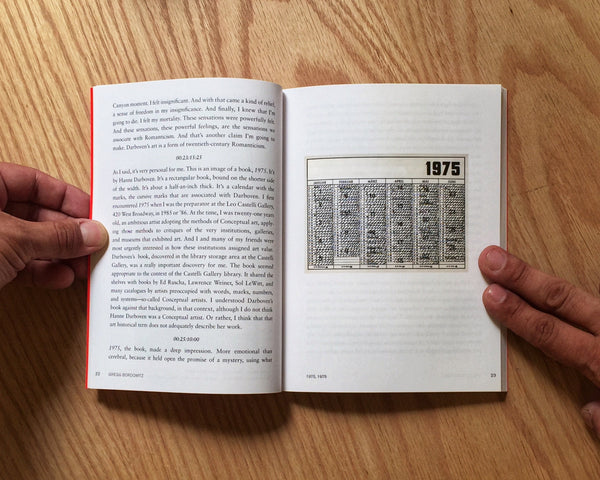 Canyon moment. I felt insignificant. And with that came a kind of relief,
a sense of freedom in my insignificance. And finally, I knew that I'm
going to die. I felt my mortality. These sensations were powerfully felt.
And these sensations, these powerful feelings, are the sensations we
associate with Romanticism. And that's another claim I'm going to
make. Darboven's art is a form of twentieth-century Romanticism.
00:23:15:23
As I said, it's very personal for me. This is an image of a book, 1975. It's
by Hanne Darboven. It's a rectangular book, bound on the shorter side
of the width. It's about a half-an-inch thick. It's a calendar with the
marks, the cursive marks that are associated with Darboven. I first
encountered 1975 when I was the preparator at the Leo Castelli Gallery,
420 West Broadway, in 1985 or '86. At the time, I was twenty-one years
old, an ambitious artist adopting the methods of Conceptual art, apply-
ing those methods to critiques of the very institutions, galleries,
and museums that exhibited art. And I and many of my friends were
most urgently interested in how these institutions assigned art value.
Darboven's book, discovered in the library storage area at the Castelli
Gallery, was a really important discovery for me. The book seemed
appropriate to the context of the Castelli Gallery library. It shared the
shelves with books by Ed Ruscha, Lawrence Weiner, Sol LeWitt, and
many catalogues by artists preoccupied with words, marks, numbers,
and systems—so-called Conceptual artists. I understood Darboven's
book against that background, in that context, although I do not think
Hanne Darboven was a Conceptual artist. Or rather, I think that that
art historical term does not adequately describe her work.
00:25:10:00
1975, the book, made a deep impression. More emotional than
cerebral, because it held open the promise of a mystery, using what
22 GREGG BORDOWITZ
1975
JANUAR FEBRUAR MÄRZ APRIL MAI JUNI
1975, 1975
23